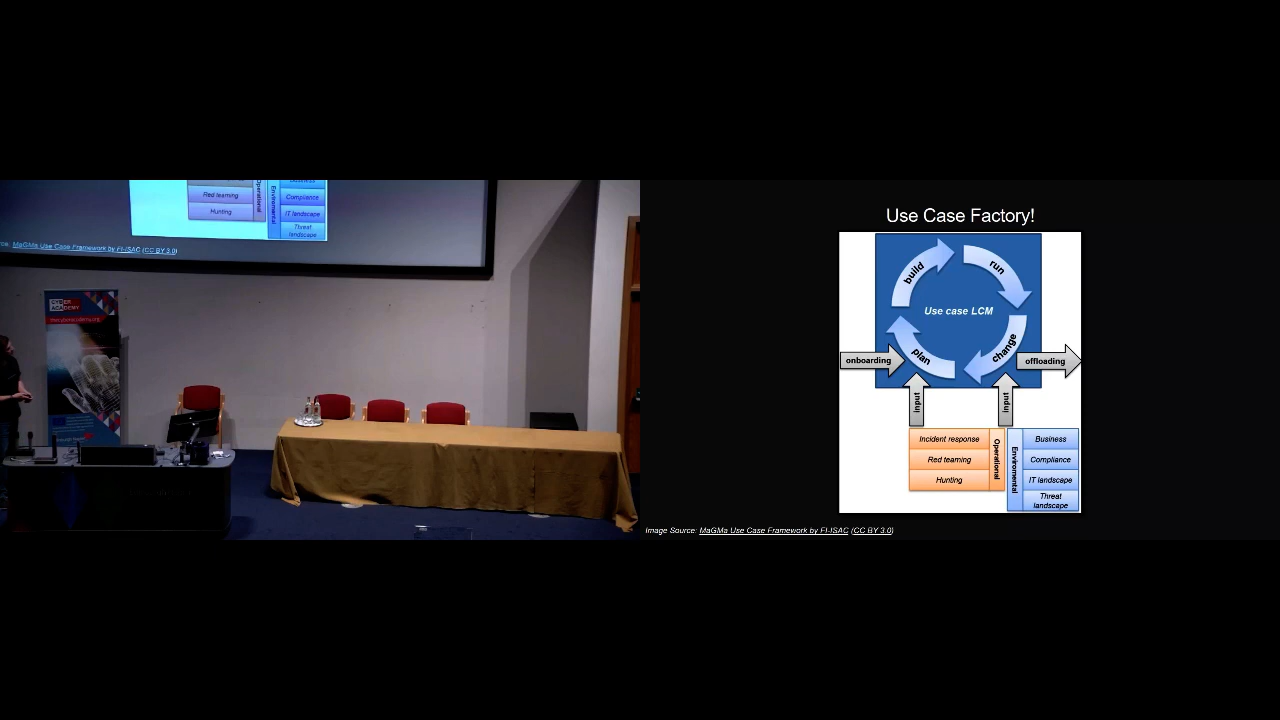 Red teaming
Hunting
Operational
Enviromental
Compliance
IT landscape
Threat
landscape
MaGMa Use Case Framework by FI-ISAC (CC BY 3.0)
Use Case Factory!
build
run
Use case LCM
plan
change
onboarding
offloading
input
input
Incident response
Red teaming
Hunting
Operational
Enviromental
Business
Compliance
IT landscape
Threat
landscape
Image Source: MaGMa Use Case Framework by FI-ISAC (CC BY 3.0)